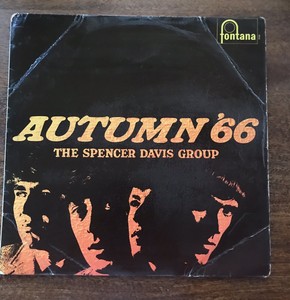 fontana
AUTUMN '66
THE SPENCER DAVIS GROUP